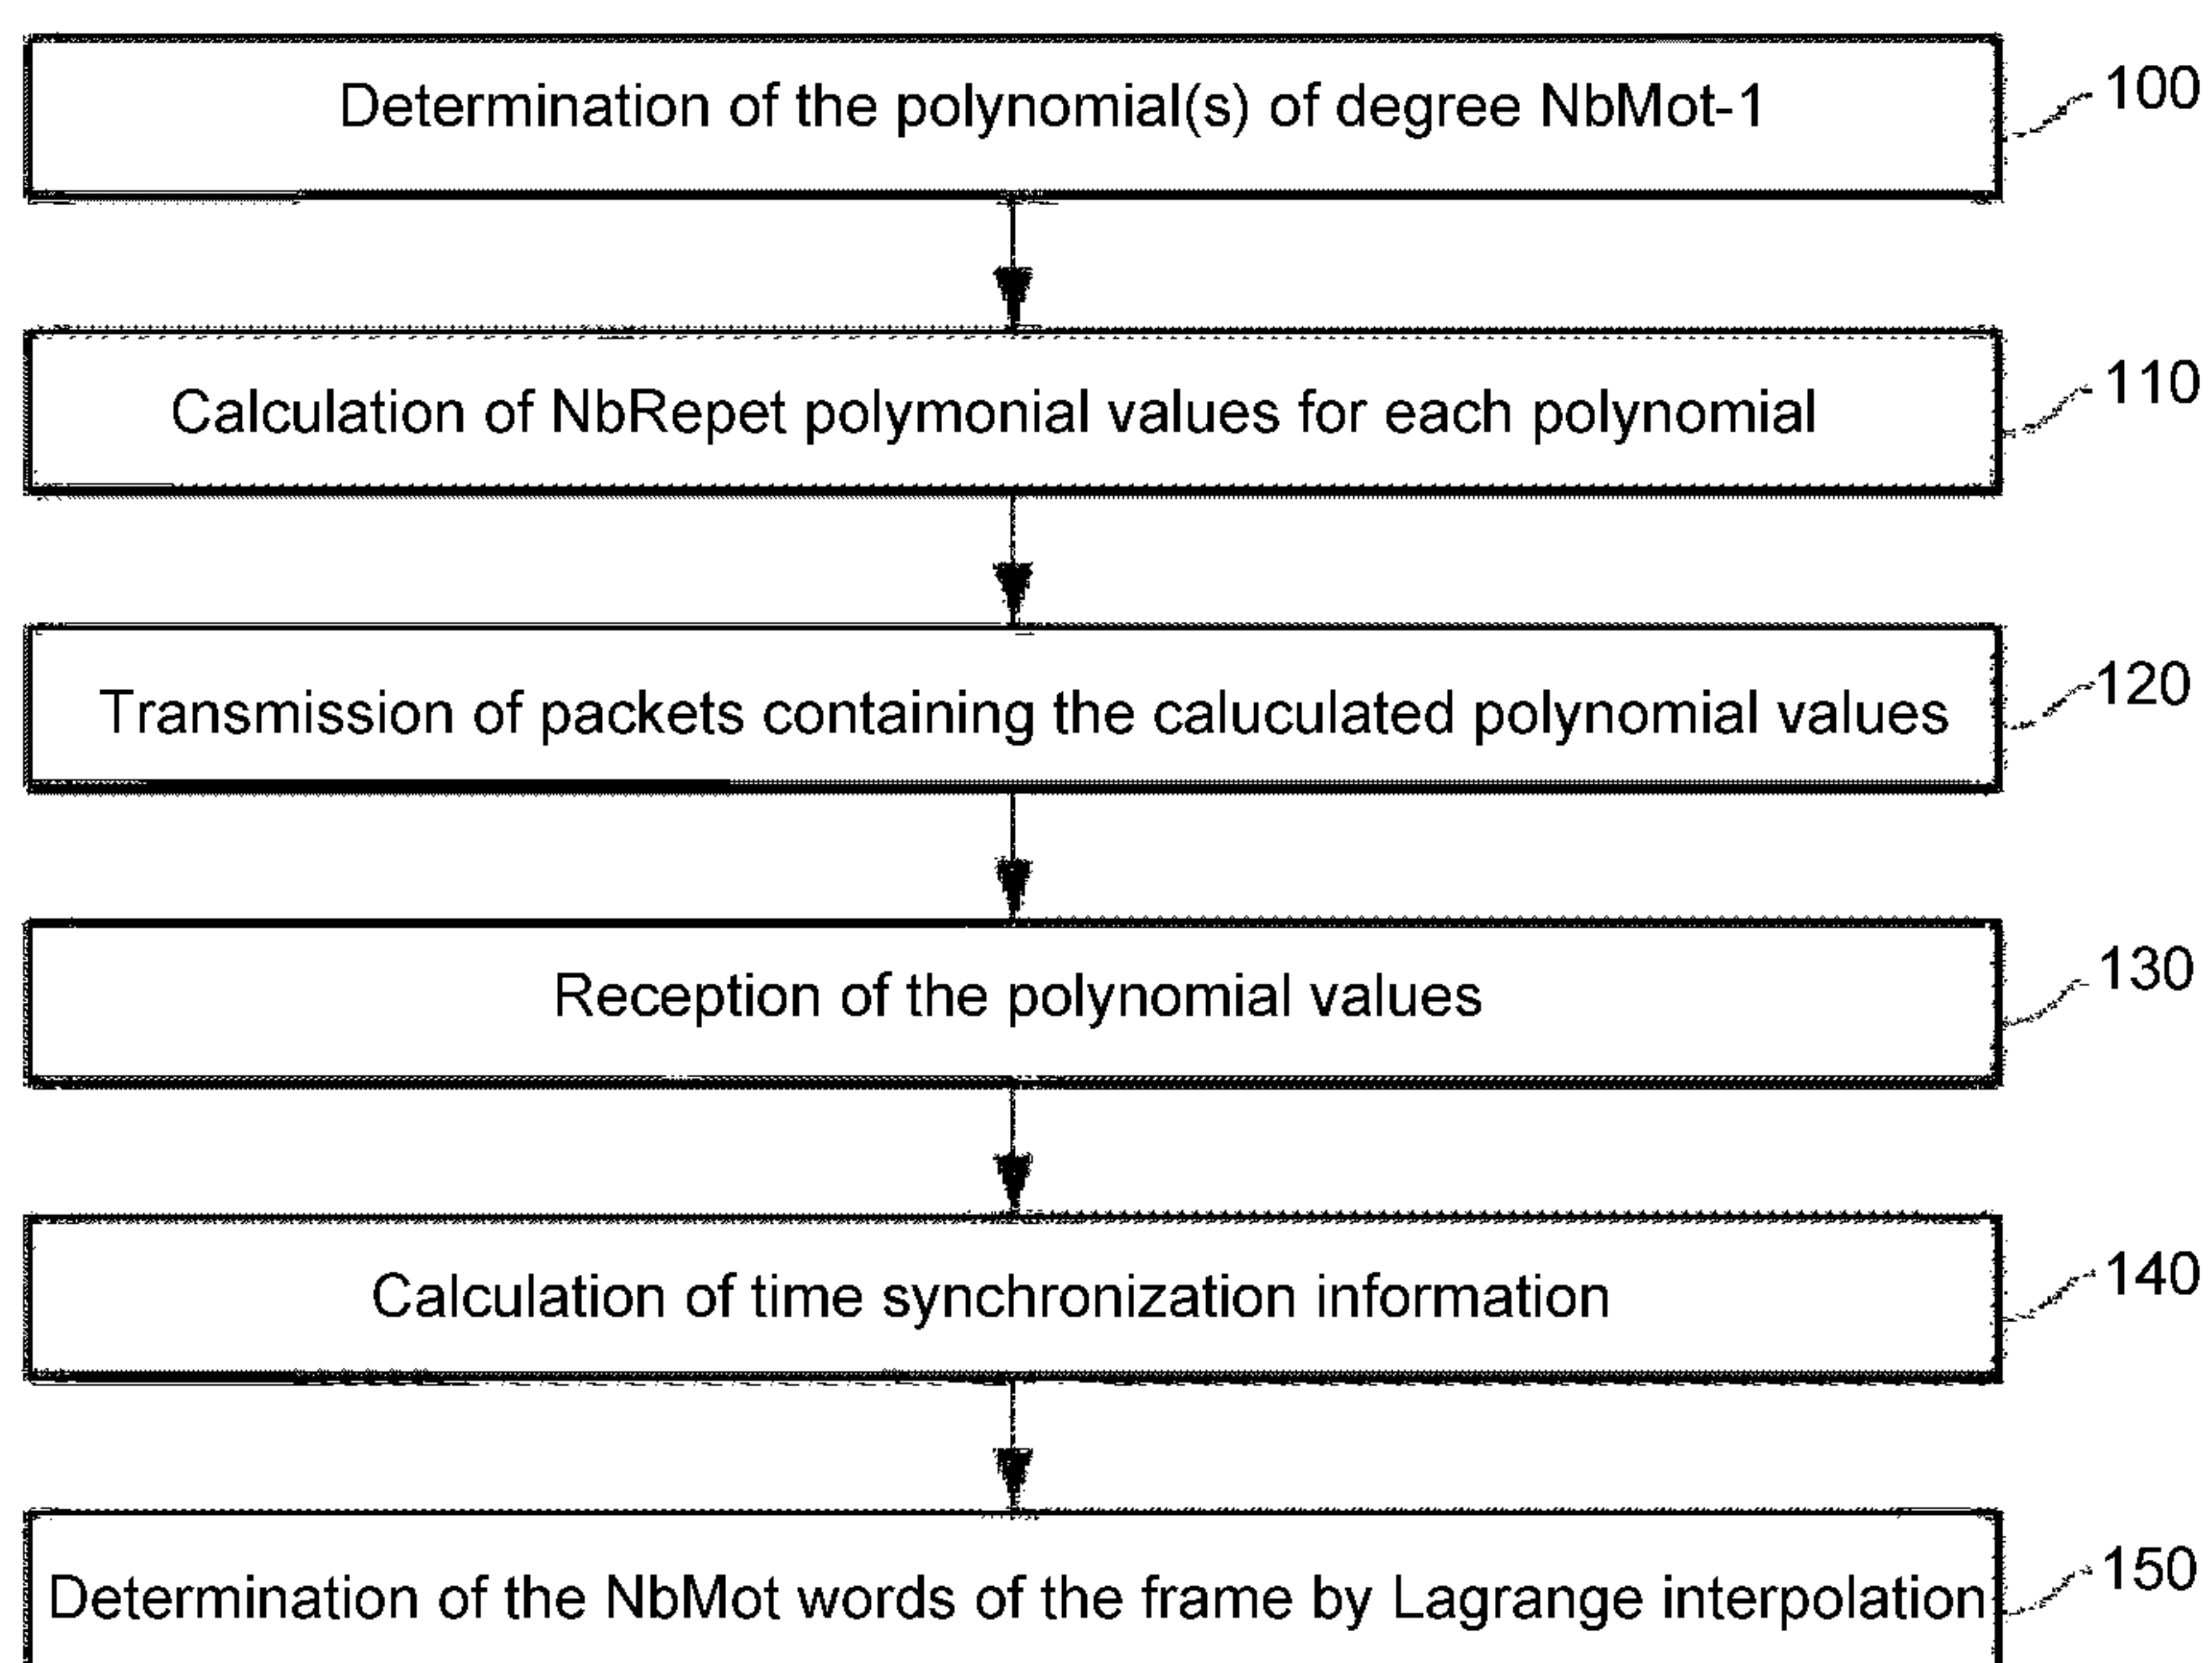 Determination of the polynomial(s) of degree NbMot-1
100
Calculation of NbRepet polymonial values for each polynomial
110
Transmission of packets containing the caluculated polynomial values
120
Reception of the polynomial values
130
Calculation of time synchronization information
140
Determination of the NbMot words of the frame by Lagrange interpolation
150